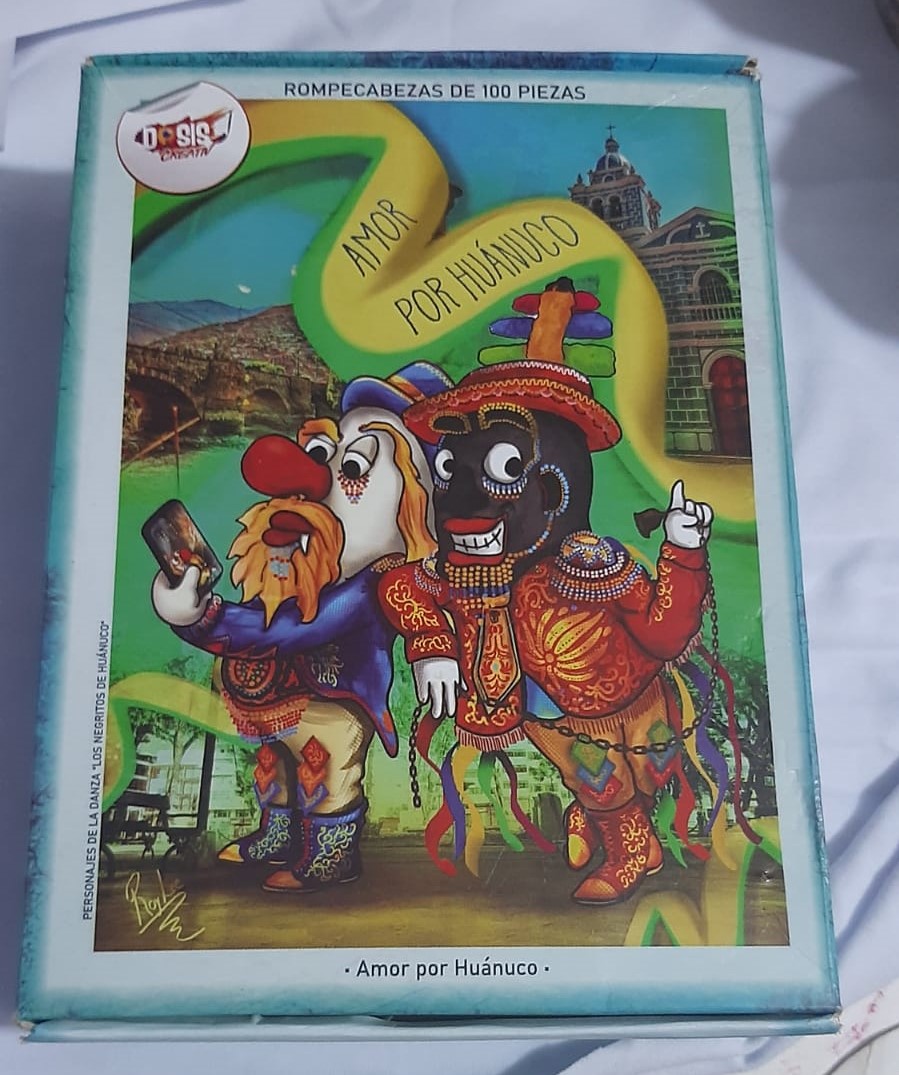 ROMPECABEZAS DE 100 PIEZAS
DOSIS
CREATIV
AMOR
POR HUÁNUCO
PERSONAJES DE LA DANZA "LOS NEGRITOS DE HUÁNUCO"
· Amor por Huánuco ·